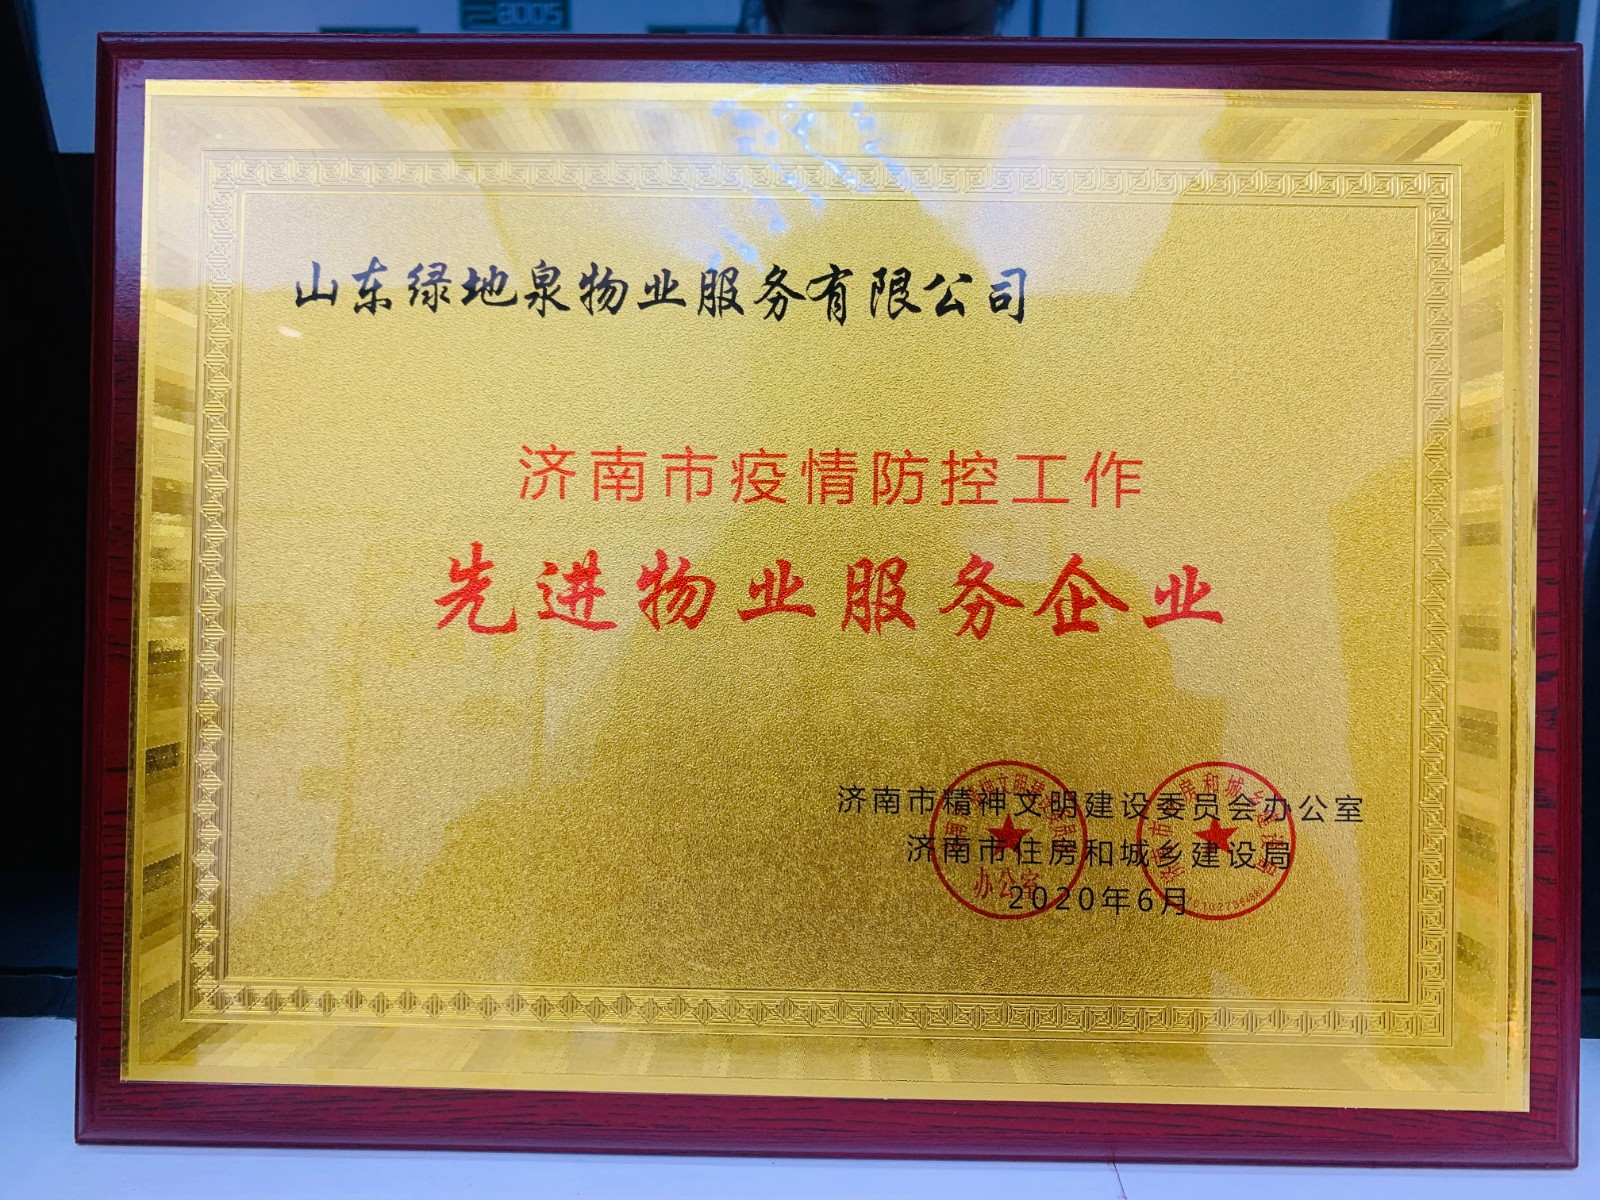 山东绿地泉物业服务有限公司
济南市疫情防控工作
先进物业服务企业
济南市精神文明建设委员会办公室
济南市住房和城乡建设局
2020年6月
办公室